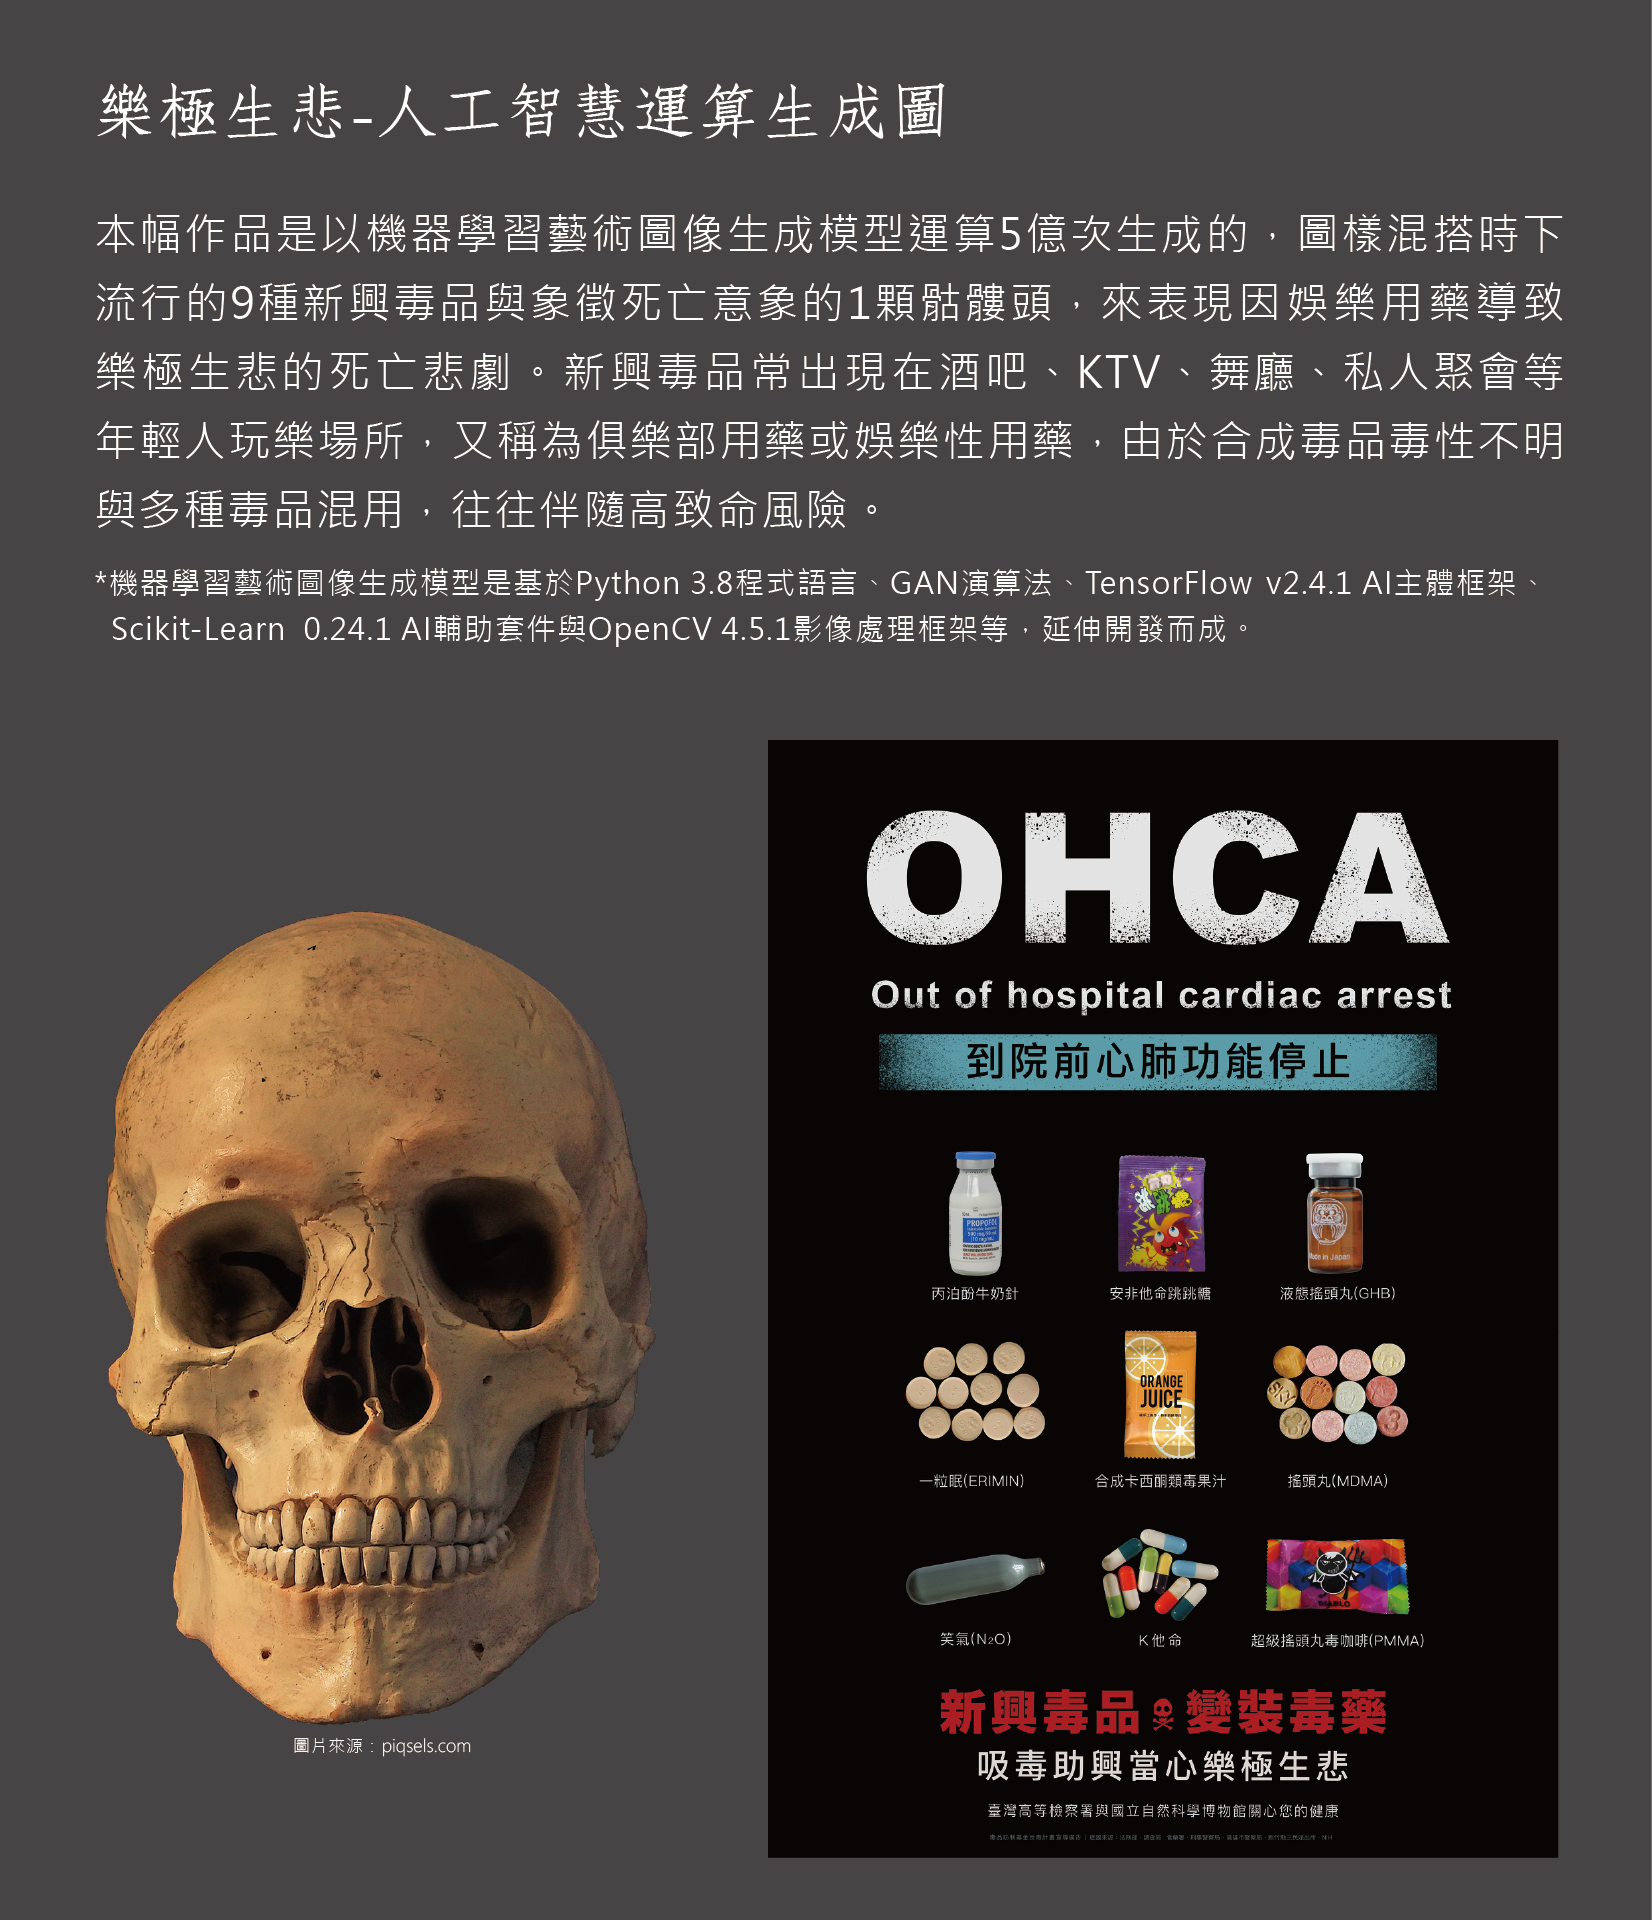 樂極生悲-人工智慧運算生成圖
本幅作品是以機器學習藝術圖像生成模型運算5億次生成的，圖樣混搭時下
流行的9種新興毒品與象徵死亡意象的1顆骷髏頭，來表現因娛樂用藥導致
樂極生悲的死亡悲劇。新興毒品常出現在酒吧、KTV、舞廳、私人聚會等
年輕人玩樂場所，又稱為俱樂部用藥或娛樂性用藥，由於合成毒品毒性不明
與多種毒品混用，往往伴隨高致命風險。
*機器學習藝術圖像生成模型是基於Python 3.8程式語言、GAN演算法、TensorFlow v2.4.1 AI主體框架、
Scikit-Learn 0.24.1 AI輔助套件與OpenCV 4.5.1影像處理框架等，延伸開發而成。
OHCA
Out of hospital cardiac arrest
到院前心肺功能停止
PROPOFOL
Made in Japan
丙泊酚牛奶針
安非他命跳跳糖
液態搖頭丸(GHB)
ORANGE
JUICE
SKY
一粒眠(ERIMIN)
合成卡西酮類毒果汁
搖頭丸(MDMA)
DIABLO
笑氣(N₂O)
K他命
超級搖頭丸毒咖啡(PMMA)
新興毒品 變裝毒藥
吸毒助興當心樂極生悲
臺灣高等檢察署與國立自然科學博物館關心您的健康
圖片來源：piqsels.com